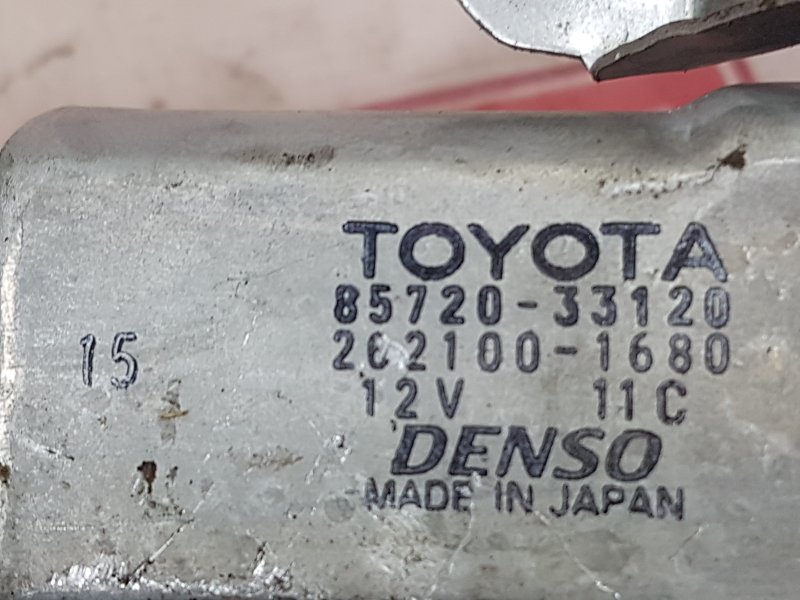 TOYOTA
85720-33120
262100-1680
12V 11C
DENSO
MADE IN JAPAN
15